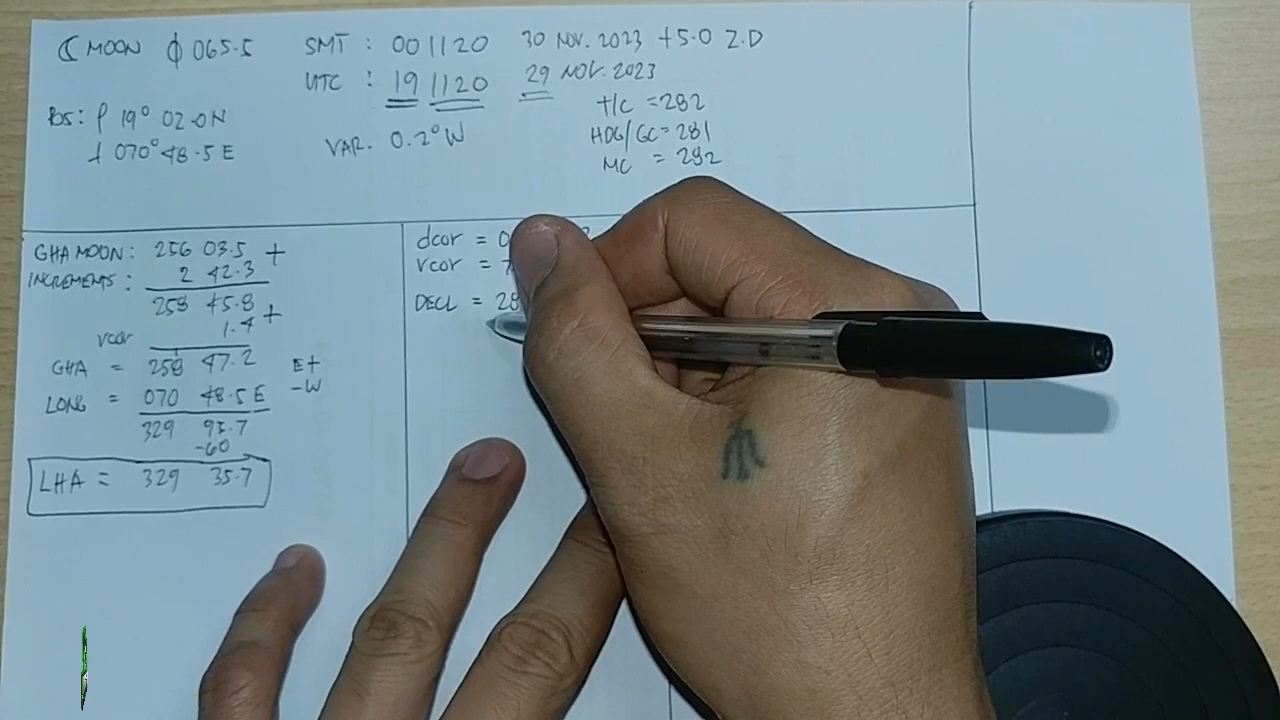 ☾ MOON ϕ 065.5
SMT : 001120 30 NOV. 2023 +5.0 Z.D
UTC : 191120 29 NOV. 2023
POS: 19° 02.0N
070° 48.5 E
VAR. 0.2° W
T/C = 282
HDG/GC = 281
MC = 282
GHA MOON: 256 03.5 +
INCREMENTS: 2 42.3
258 45.8 +
vcor 1.4
GHA = 258 47.2
E+
-W
LONG = 070 48.5 E
329 95.7
-60
LHA = 329 35.7
dcor = 0
vcor =
DECL = 28